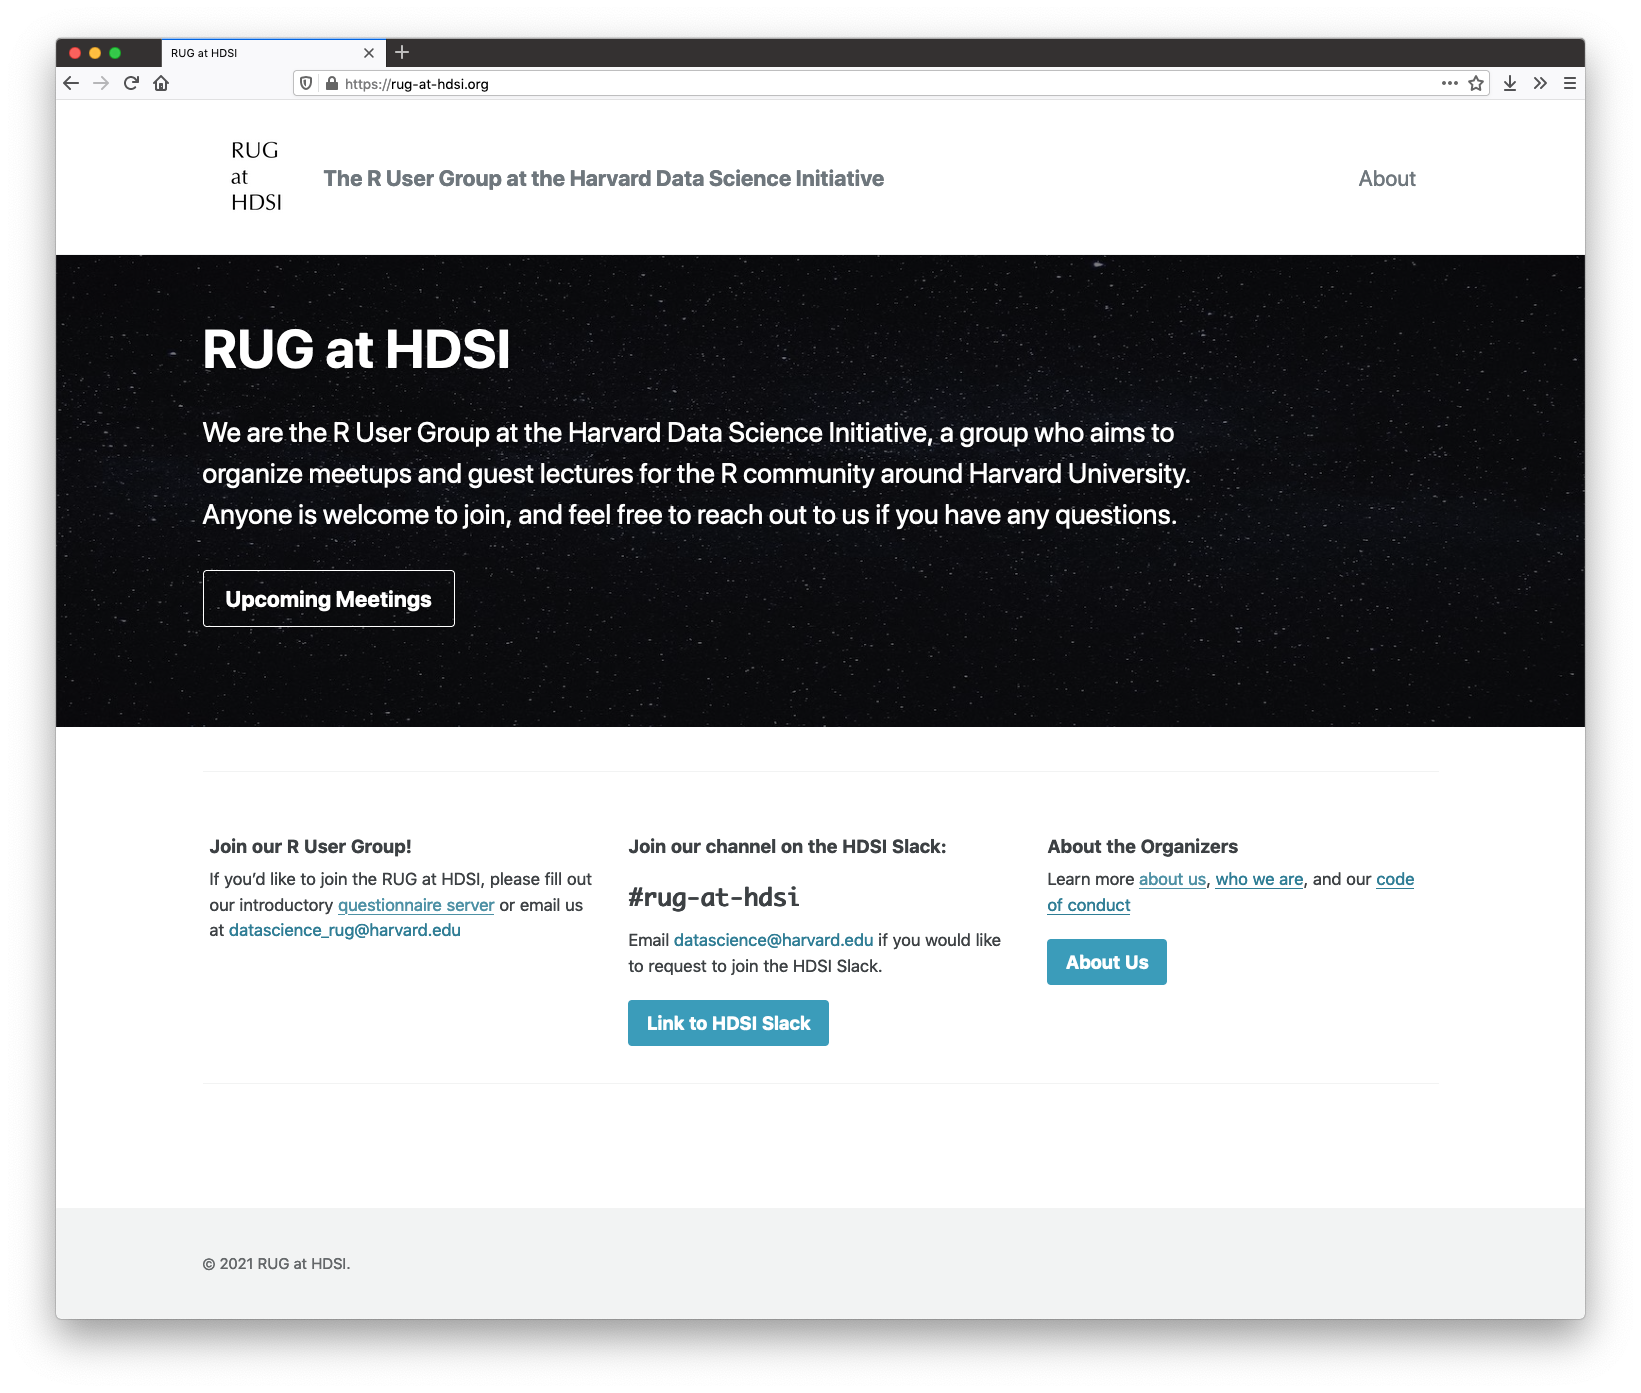 RUG at HDSI
https://rug-at-hdsi.org
RUG
at
HDSI
The R User Group at the Harvard Data Science Initiative
About
RUG at HDSI
We are the R User Group at the Harvard Data Science Initiative, a group who aims to
organize meetups and guest lectures for the R community around Harvard University.
Anyone is welcome to join, and feel free to reach out to us if you have any questions.
Upcoming Meetings
Join our R User Group!
If you’d like to join the RUG at HDSI, please fill out
our introductory questionnaire server or email us
at datascience_rug@harvard.edu
Join our channel on the HDSI Slack:
#rug-at-hdsi
Email datascience@harvard.edu if you would like
to request to join the HDSI Slack.
Link to HDSI Slack
About the Organizers
Learn more about us, who we are, and our code
of conduct
About Us
© 2021 RUG at HDSI.